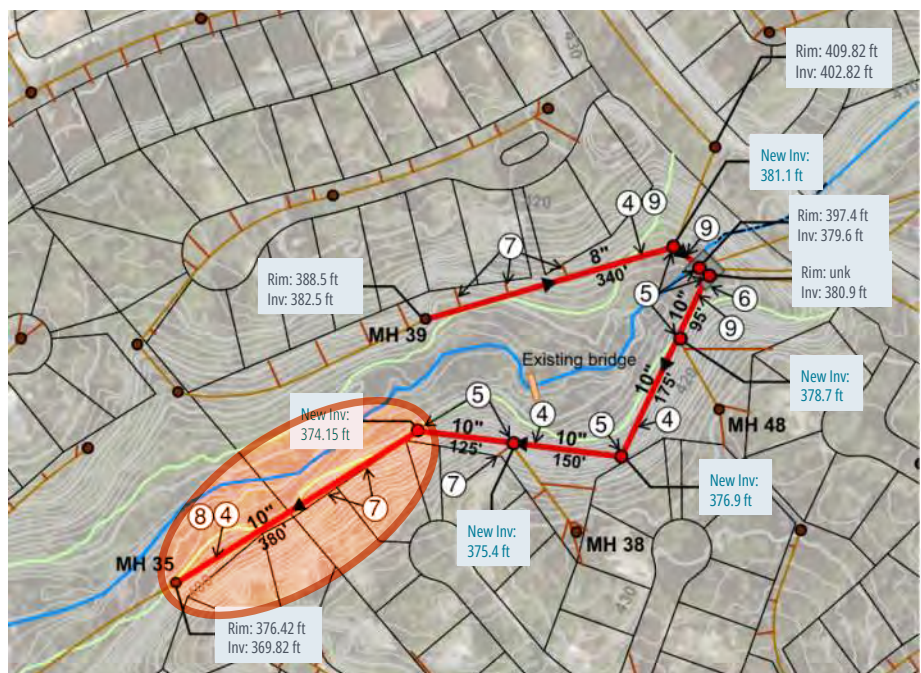 430
410
Rim: 409.82 ft
Inv: 402.82 ft
New Inv:
381.1 ft
420
4
9
7
9
Rim: 397.4 ft
Inv: 379.6 ft
8"
340'
Rim: 388.5 ft
Inv: 382.5 ft
Rim: unk
Inv: 380.9 ft
5
6
10"
95'
9
MH 39
Existing bridge
10"
175'
420
New Inv:
378.7 ft
New Inv:
374.15 ft
5
4
5
4
MH 48
10"
125'
10"
150'
7
New Inv:
376.9 ft
8
4
7
10"
380'
New Inv:
375.4 ft
MH 38
MH 35
430
Rim: 376.42 ft
Inv: 369.82 ft